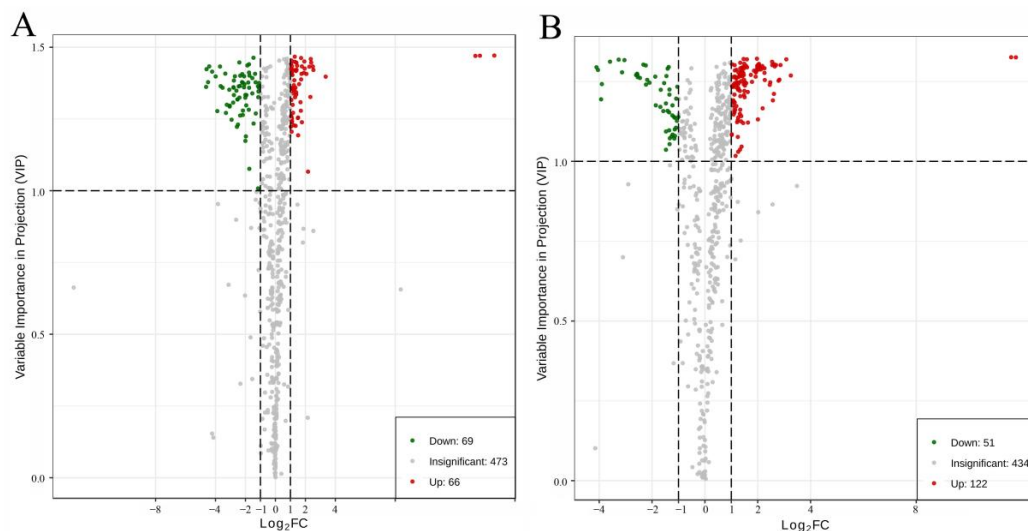 A
Variable Importance in Projection (VIP)
1.5
1.0
0.5
0.0
−8
−4
−2
−1
0
1
2
4
Log2FC
Down: 69
Insignificant: 473
Up: 66
B
Variable Importance in Projection (VIP)
1.0
0.5
0.0
−4
−2
−1
0
1
2
4
8
Log2FC
Down: 51
Insignificant: 434
Up: 122